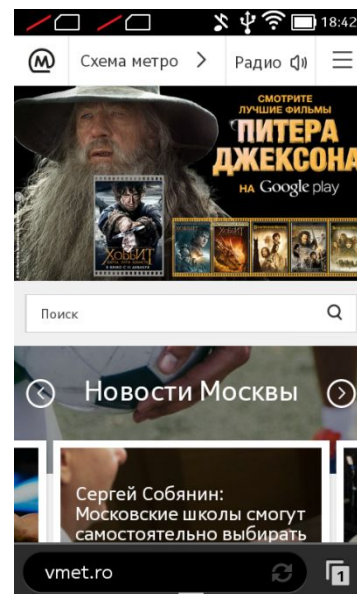 18:42
Схема метро
Радио
СМОТРИТЕ
ЛУЧШИЕ ФИЛЬМЫ
ПИТЕРА
ДЖЕКСОНА
НА Google play
ХОББИТ
Поиск
Новости Москвы
Сергей Собянин:
Московские школы смогут
самостоятельно выбирать
vmet.ro
1